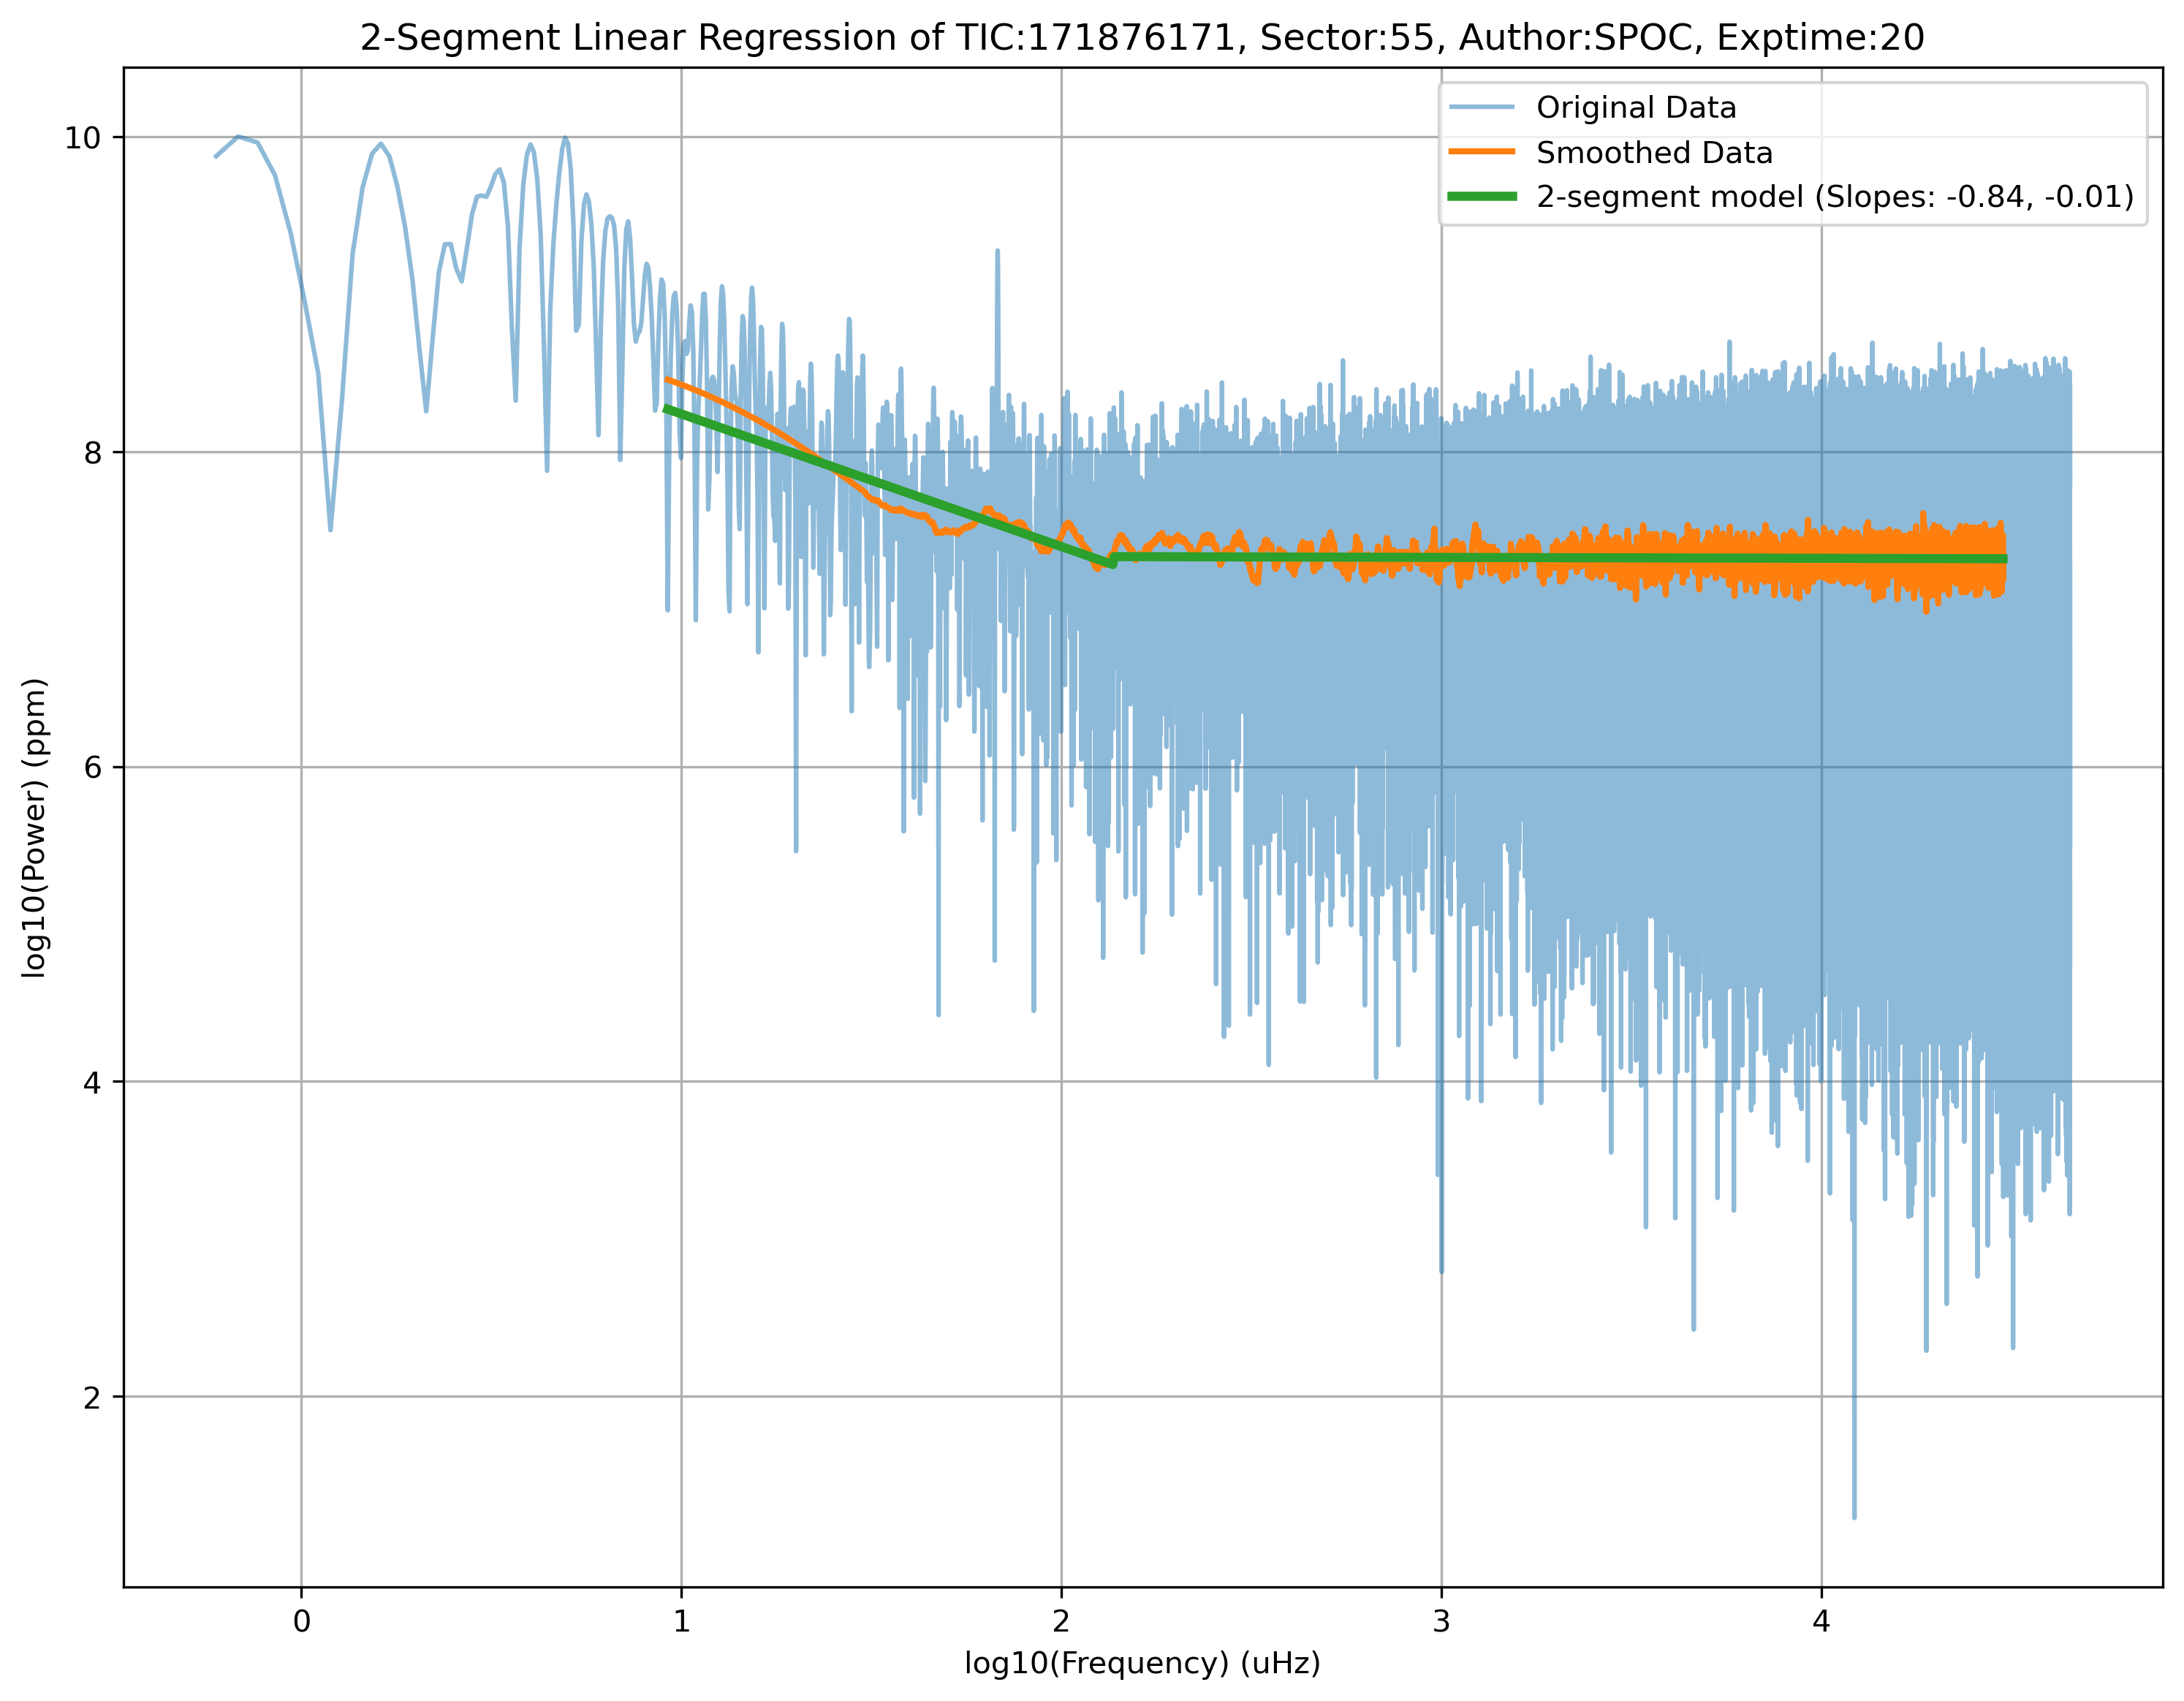 2-Segment Linear Regression of TIC:171876171, Sector:55, Author:SPOC, Exptime:20
Original Data
Smoothed Data
2-segment model (Slopes: -0.84, -0.01)
log10(Power) (ppm)
10
8
6
4
2
0
1
2
3
4
log10(Frequency) (uHz)